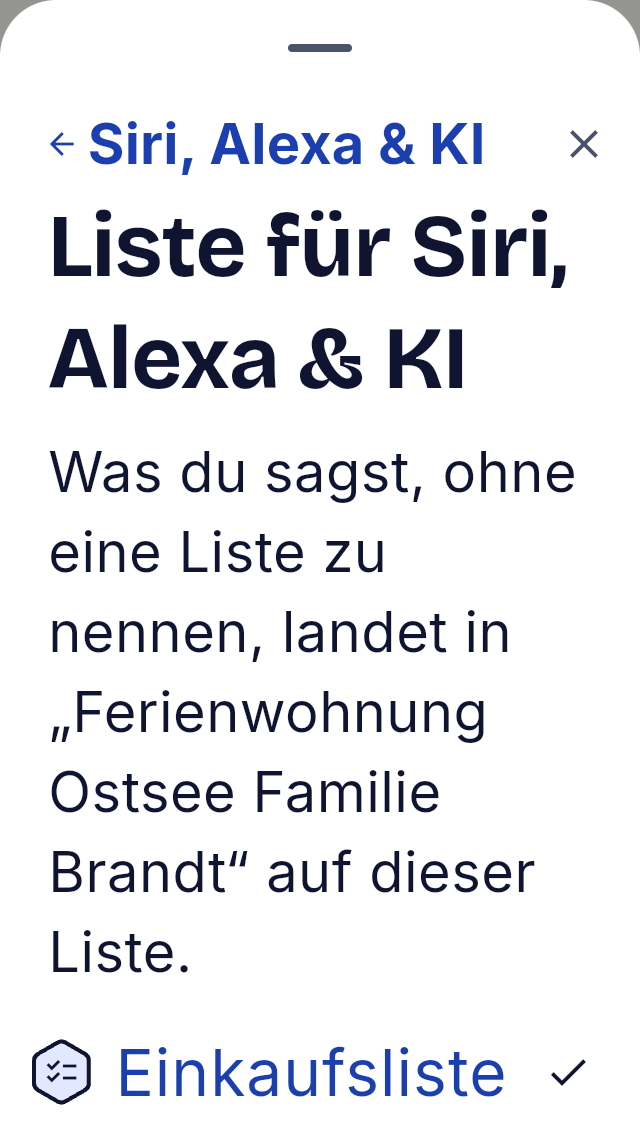 Siri, Alexa & KI
Liste für Siri,
Alexa & KI
Was du sagst, ohne
eine Liste zu
nennen, landet in
„Ferienwohnung
Ostsee Familie
Brandt“ auf dieser
Liste.
Einkaufsliste